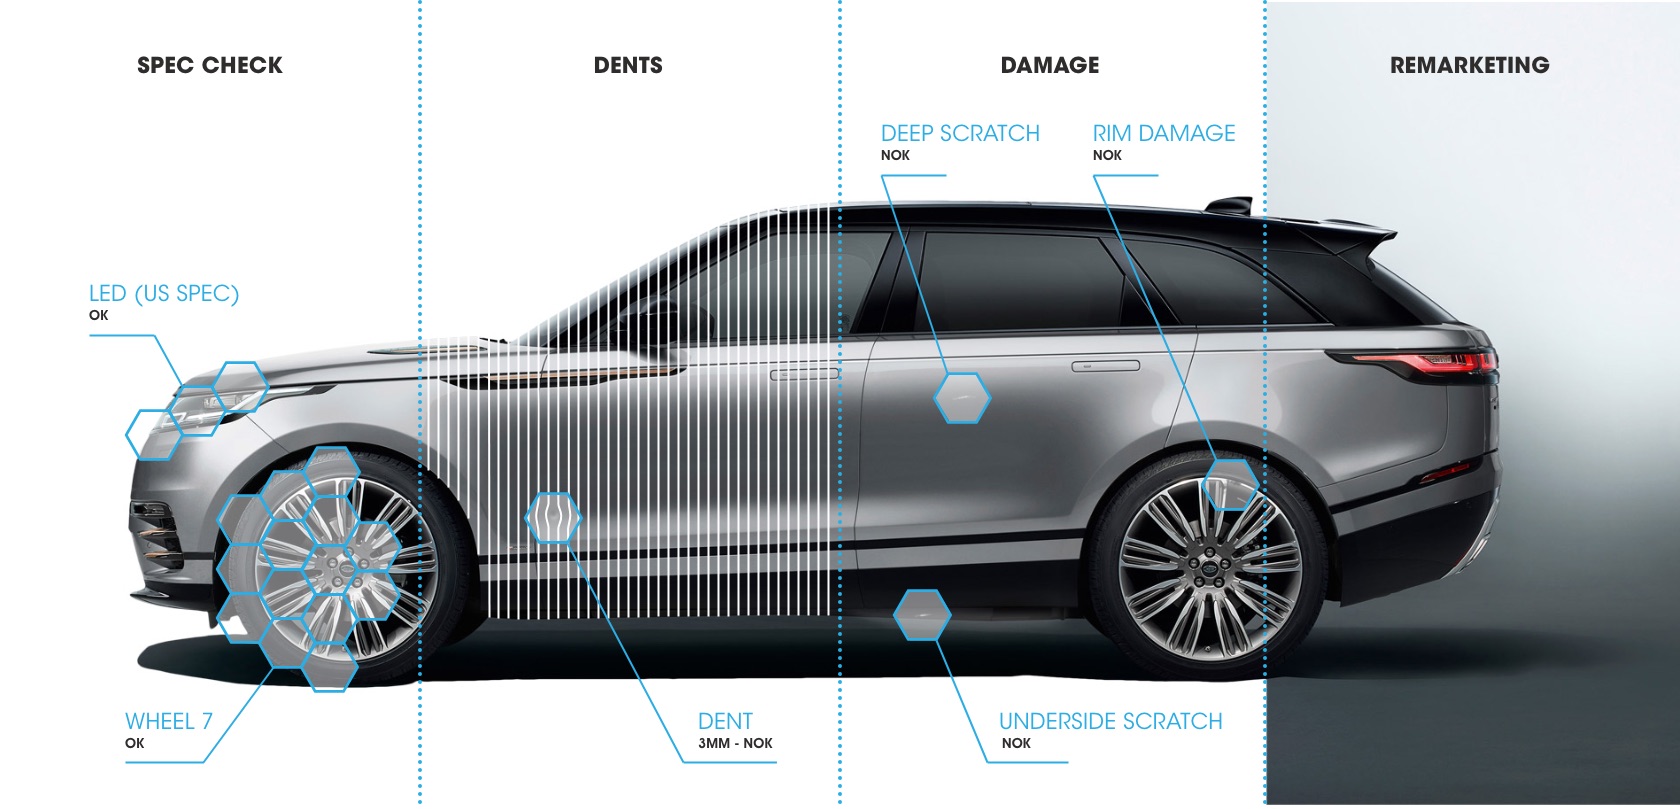 SPEC CHECK
DENTS
DAMAGE
REMARKETING
DEEP SCRATCH
NOK
RIM DAMAGE
NOK
LED (US SPEC)
OK
WHEEL 7
OK
DENT
3MM - NOK
UNDERSIDE SCRATCH
NOK